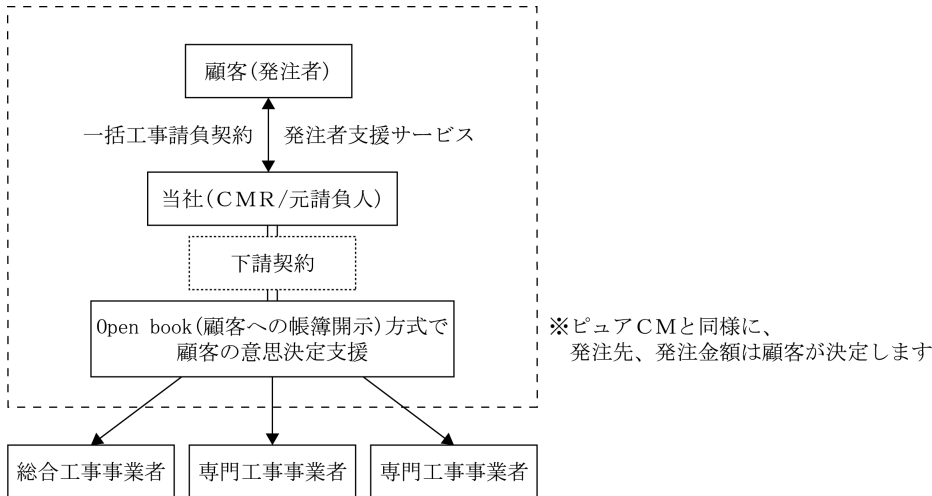 顧客(発注者)
一括工事請負契約
発注者支援サービス
当社(ＣＭＲ/元請負人)
下請契約
Open book(顧客への帳簿開示)方式で
顧客の意思決定支援
※ピュアＣＭと同様に、
発注先、発注金額は顧客が決定します
総合工事事業者
専門工事事業者
専門工事事業者